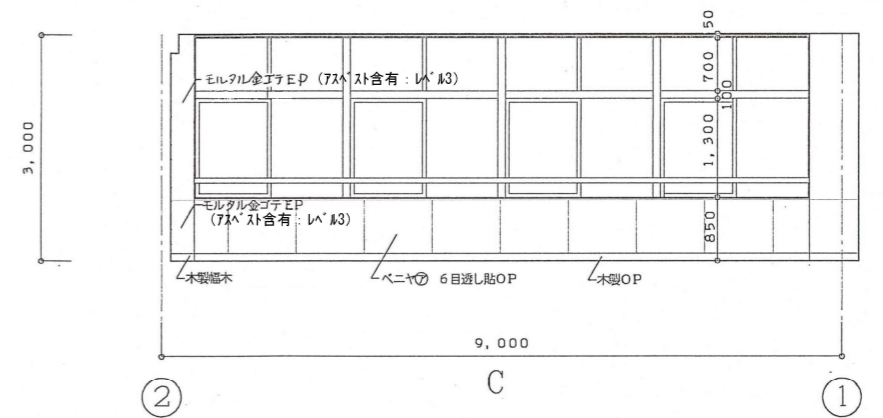 50
700
100
1,300
850
3,000
モルタル金ゴテEP (アスベスト含有:レベル3)
モルタル金ゴテEP
(アスベスト含有:レベル3)
木製幅木
ベニヤ㋐ 6目透し貼OP
木製OP
9,000
C
②
①